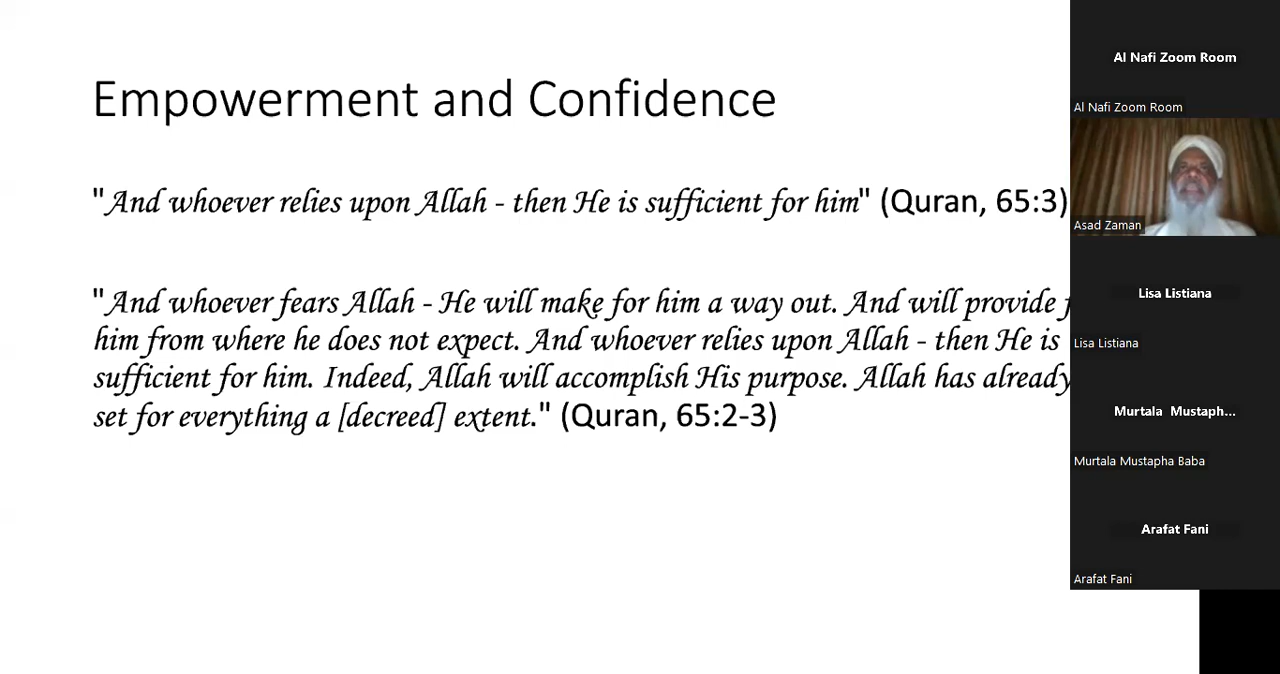 Empowerment and Confidence
"And whoever relies upon Allah - then He is sufficient for him" (Quran, 65:3)
"And whoever fears Allah - He will make for him a way out. And will provide
him from where he does not expect. And whoever relies upon Allah - then He is
sufficient for him. Indeed, Allah will accomplish His purpose. Allah has already
set for everything a [decreed] extent." (Quran, 65:2-3)
Al Nafi Zoom Room
Al Nafi Zoom Room
Asad Zaman
Lisa Listiana
Lisa Listiana
Murtala Mustaph...
Murtala Mustapha Baba
Arafat Fani
Arafat Fani